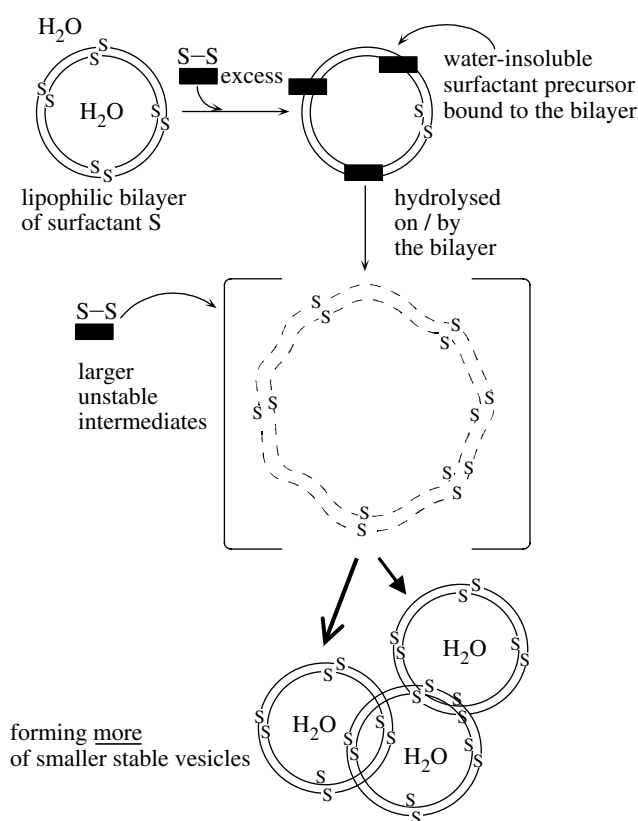 H2O
S–S
excess
water-insoluble
surfactant precursor
bound to the bilayer
S
S
S
S
H2O
S
S
S
S
S
S
lipophilic bilayer
of surfactant S
hydrolysed
on / by
the bilayer
S–S
larger
unstable
intermediates
S
S
S
S
S
S
S
S
S
S
S
S
forming more
of smaller stable vesicles
S
S
S
S
H2O
S
S
S
S
S
S
H2O
S
S
S
S
S
S
S
S
H2O
S
S
S
S